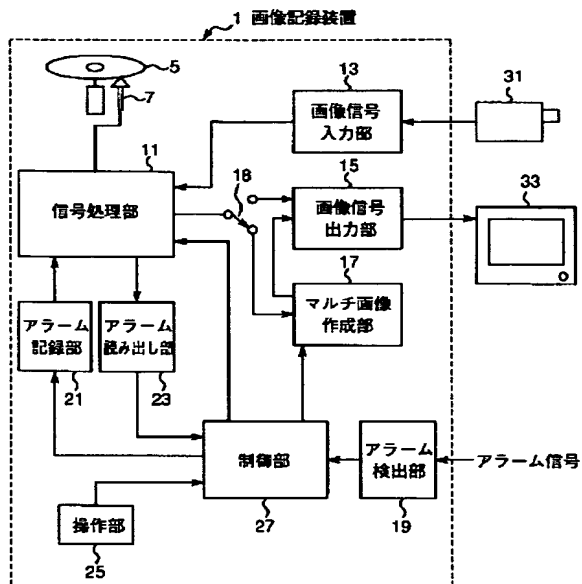 1 画像記録装置
5
7
13
画像信号
入力部
31
11
信号処理部
18
15
画像信号
出力部
33
17
マルチ画像
作成部
アラーム
記録部
21
アラーム
読み出し部
23
制御部
27
アラーム
検出部
19
アラーム信号
操作部
25